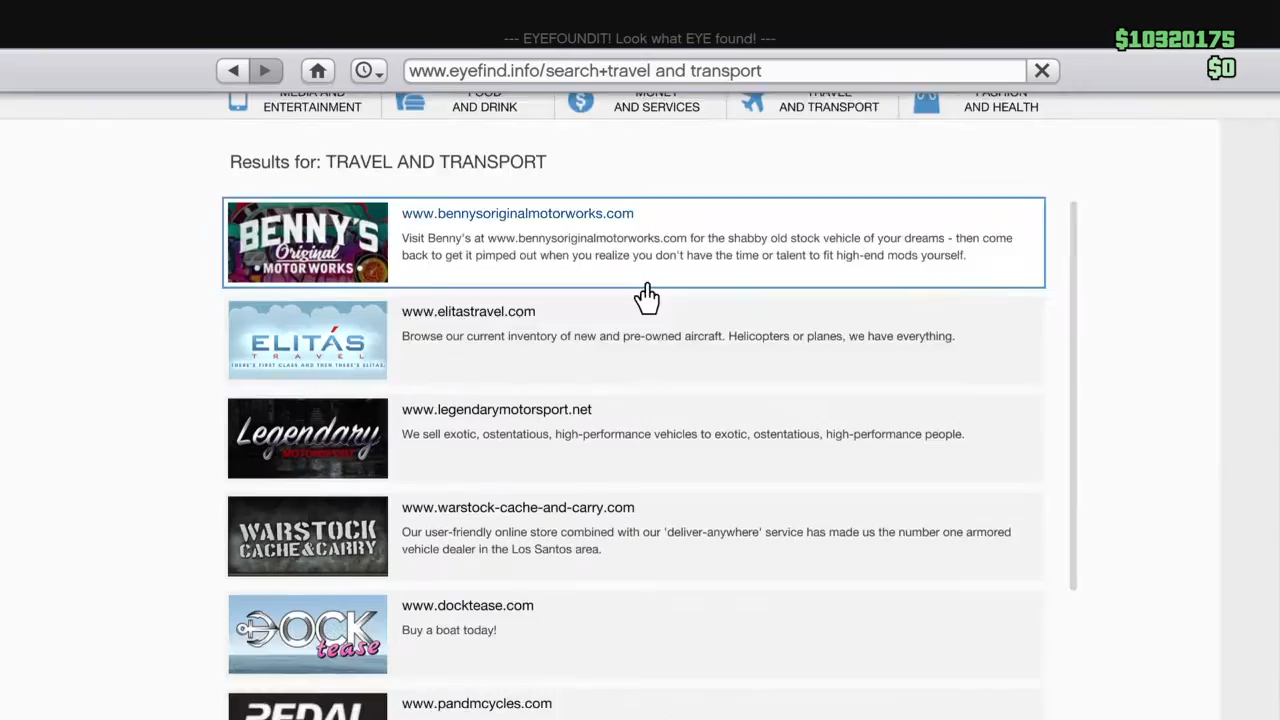 --- EYEFOUNDIT! Look what EYE found! ---
$10320175
$0
www.eyefind.info/search+travel and transport
MEDIA AND
ENTERTAINMENT
FOOD
AND DRINK
MONEY
AND SERVICES
TRAVEL
AND TRANSPORT
FASHION
AND HEALTH
Results for: TRAVEL AND TRANSPORT
BENNY'S
Original
MOTOR WORKS
www.bennysoriginalmotorworks.com
Visit Benny's at www.bennysoriginalmotorworks.com for the shabby old stock vehicle of your dreams - then come
back to get it pimped out when you realize you don't have the time or talent to fit high-end mods yourself.
ELITÁS
TRAVEL
THERE'S FIRST CLASS AND THEN THERE'S ELITAS.
www.elitastravel.com
Browse our current inventory of new and pre-owned aircraft. Helicopters or planes, we have everything.
Legendary
MOTORSPORT
www.legendarymotorsport.net
We sell exotic, ostentatious, high-performance vehicles to exotic, ostentatious, high-performance people.
WARSTOCK
CACHE & CARRY
www.warstock-cache-and-carry.com
Our user-friendly online store combined with our 'deliver-anywhere' service has made us the number one armored
vehicle dealer in the Los Santos area.
DOCK
tease
www.docktease.com
Buy a boat today!
PEDAL
www.pandmcycles.com